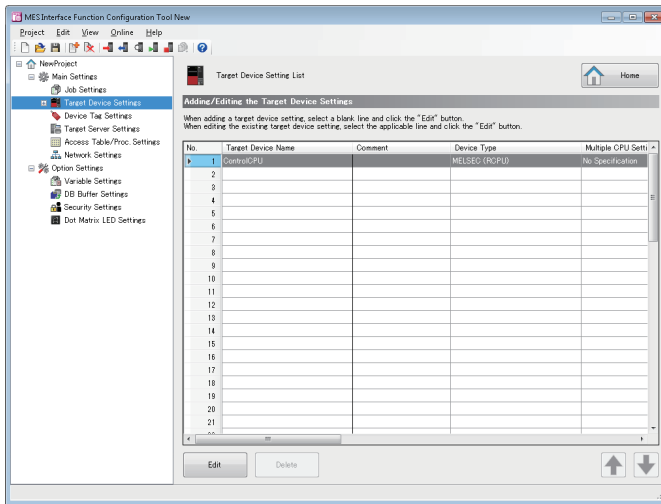 MES Interface Function Configuration Tool New
Project Edit View Online Help
NewProject
Main Settings
Job Settings
Target Device Settings
Device Tag Settings
Target Server Settings
Access Table/Proc. Settings
Network Settings
Option Settings
Variable Settings
DB Buffer Settings
Security Settings
Dot Matrix LED Settings
Target Device Setting List
Home
Adding/Editing the Target Device Settings
When adding a target device setting, select a blank line and click the "Edit" button.
When editing the existing target device setting, select the applicable line and click the "Edit" button.
No. Target Device Name Comment Device Type Multiple CPU Setti
1 ControlCPU MELSEC (RCPU) No Specification
2
3
4
5
6
7
8
9
10
11
12
13
14
15
16
17
18
19
20
21
Edit Delete